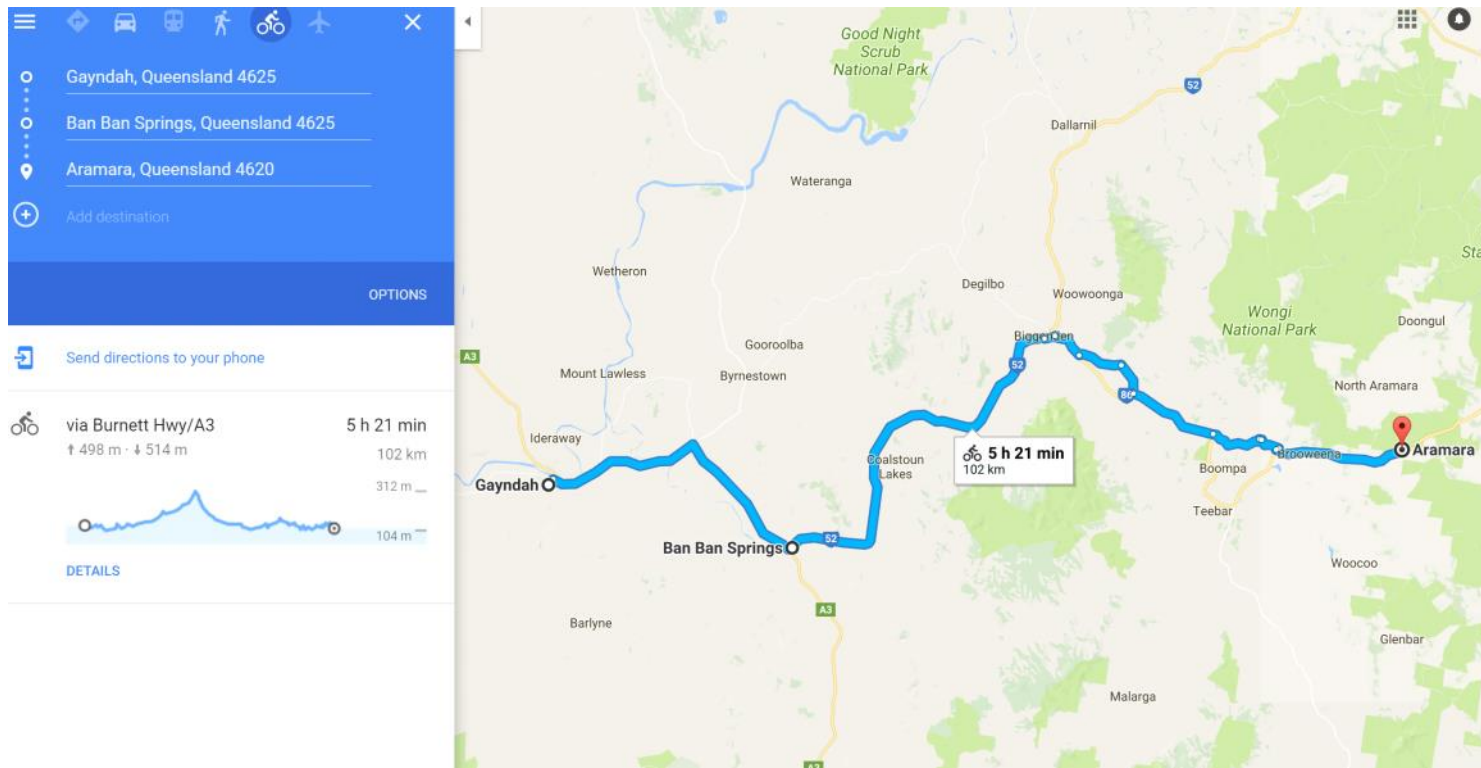 Gayndah, Queensland 4625
Ban Ban Springs, Queensland 4625
Aramara, Queensland 4620
Add destination
OPTIONS
Send directions to your phone
via Burnett Hwy/A3
5 h 21 min
↑ 498 m · ↓ 514 m
102 km
312 m
104 m
DETAILS
Good Night
Scrub
National Park
52
Dallarnil
Wateranga
Wetheron
Degilbo
Woowoonga
Wongi
National Park
Doongul
Biggenden
Gooroolba
A3
Mount Lawless
Byrnestown
52
86
North Aramara
Ideraway
Coalstoun
Lakes
5 h 21 min
102 km
Boompa
Brooweena
Aramara
Gayndah
Teebar
Ban Ban Springs
52
Woocoo
A3
Barlyne
Glenbar
Malarga
A3